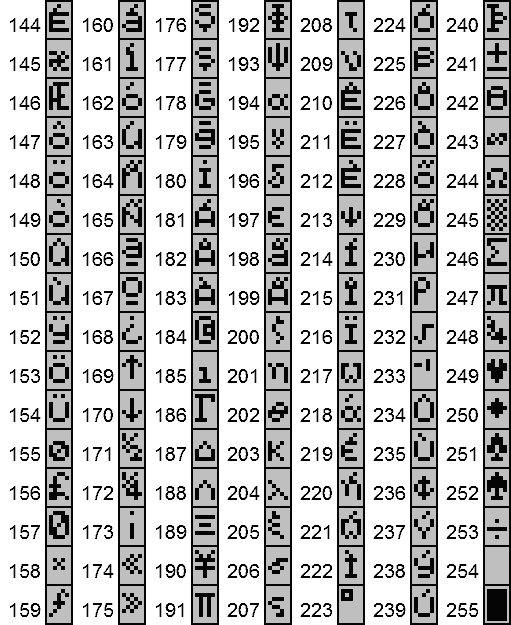 144 É 160 á 176 Ş 192 Φ 208 τ 224 Ó 240
145 æ 161 í 177 ş 193 Ψ 209 υ 225 β 241 ±
146 Æ 162 ó 178 Ğ 194 α 210 Ê 226 Ô 242 Θ
147 ô 163 ú 179 ğ 195 γ 211 Ë 227 Ò 243 ∞
148 ö 164 ñ 180 İ 196 δ 212 È 228 õ 244 Ω
149 ò 165 Ñ 181 Á 197 ε 213 ψ 229 Õ 245
150 û 166 ª 182 Â 198 ã 214 Í 230 μ 246 Σ
151 ù 167 º 183 À 199 Ã 215 Î 231 ρ 247 π
152 ÿ 168 ¿ 184 @ 200 ζ 216 Ï 232 √ 248 ¾
153 Ö 169 ↑ 185 ı 201 η 217 ω 233 249 ♥
154 Ü 170 ↓ 186 Γ 202 θ 218 ά 234 Û 250 ♦
155 ø 171 ½ 187 Δ 203 κ 219 έ 235 Ù 251 ♣
156 £ 172 ¼ 188 Λ 204 λ 220 ή 236 ¢ 252 ♠
157 Ø 173 ¡ 189 Ξ 205 ξ 221 ώ 237 ý 253 ÷
158 × 174 « 190 ¥ 206 σ 222 Ì 238 ý 254
159 ƒ 175 » 191 Π 207 ς 223 239 Ú 255 █